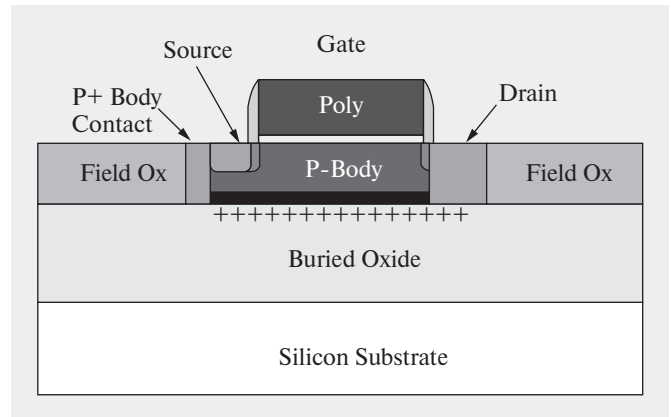 Gate
Source
P+ Body
Contact
Poly
Drain
Field Ox
P-Body
Field Ox
+++++++++++++++
Buried Oxide
Silicon Substrate